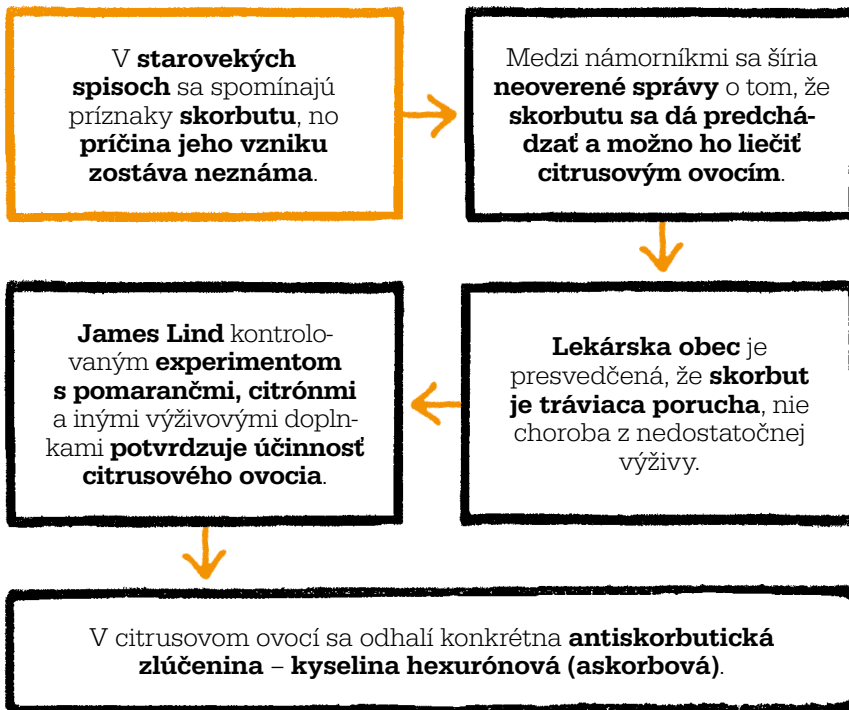 V starovekých
spisoch sa spomínajú
príznaky skorbutu, no
príčina jeho vzniku
zostáva neznáma.
Medzi námorníkmi sa šíria
neoverené správy o tom, že
skorbutu sa dá predchá-
dzať a možno ho liečiť
citrusovým ovocím.
Lekárska obec je
presvedčená, že skorbut
je tráviaca porucha, nie
choroba z nedostatočnej
výživy.
James Lind kontrolo-
vaným experimentom
s pomarančmi, citrónmi
a inými výživovými dopln-
kami potvrdzuje účinnosť
citrusového ovocia.
V citrusovom ovocí sa odhalí konkrétna antiskorbutická
zlúčenina – kyselina hexurónová (askorbová).